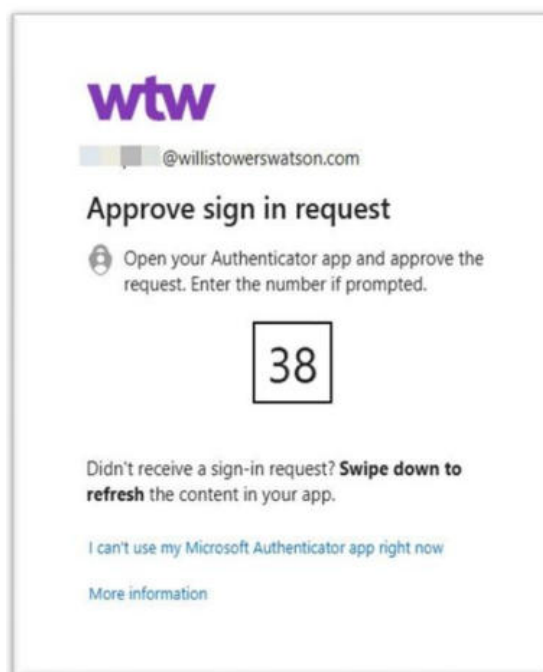 wtw
@willistowerswatson.com
Approve sign in request
Open your Authenticator app and approve the
request. Enter the number if prompted.
38
Didn't receive a sign-in request? Swipe down to
refresh the content in your app.
I can't use my Microsoft Authenticator app right now
More information